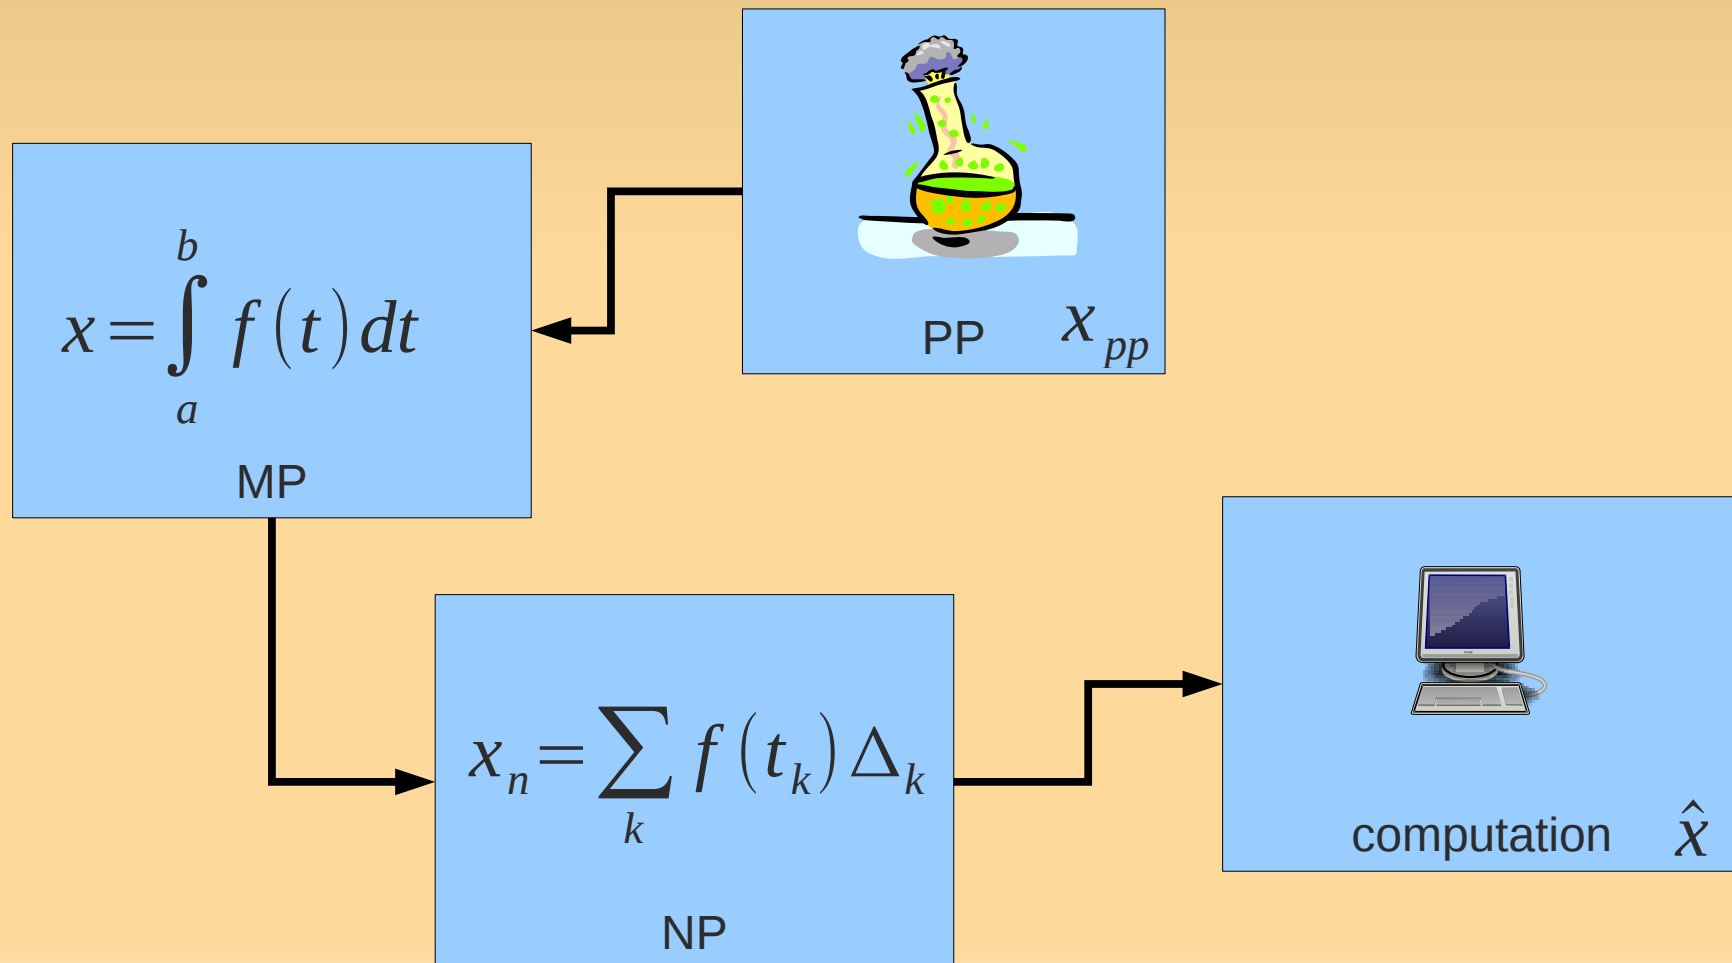 PP x_pp
x = ∫_a^b f(t) dt
MP
x_n = ∑_k f(t_k) Δ_k
NP
computation x̂